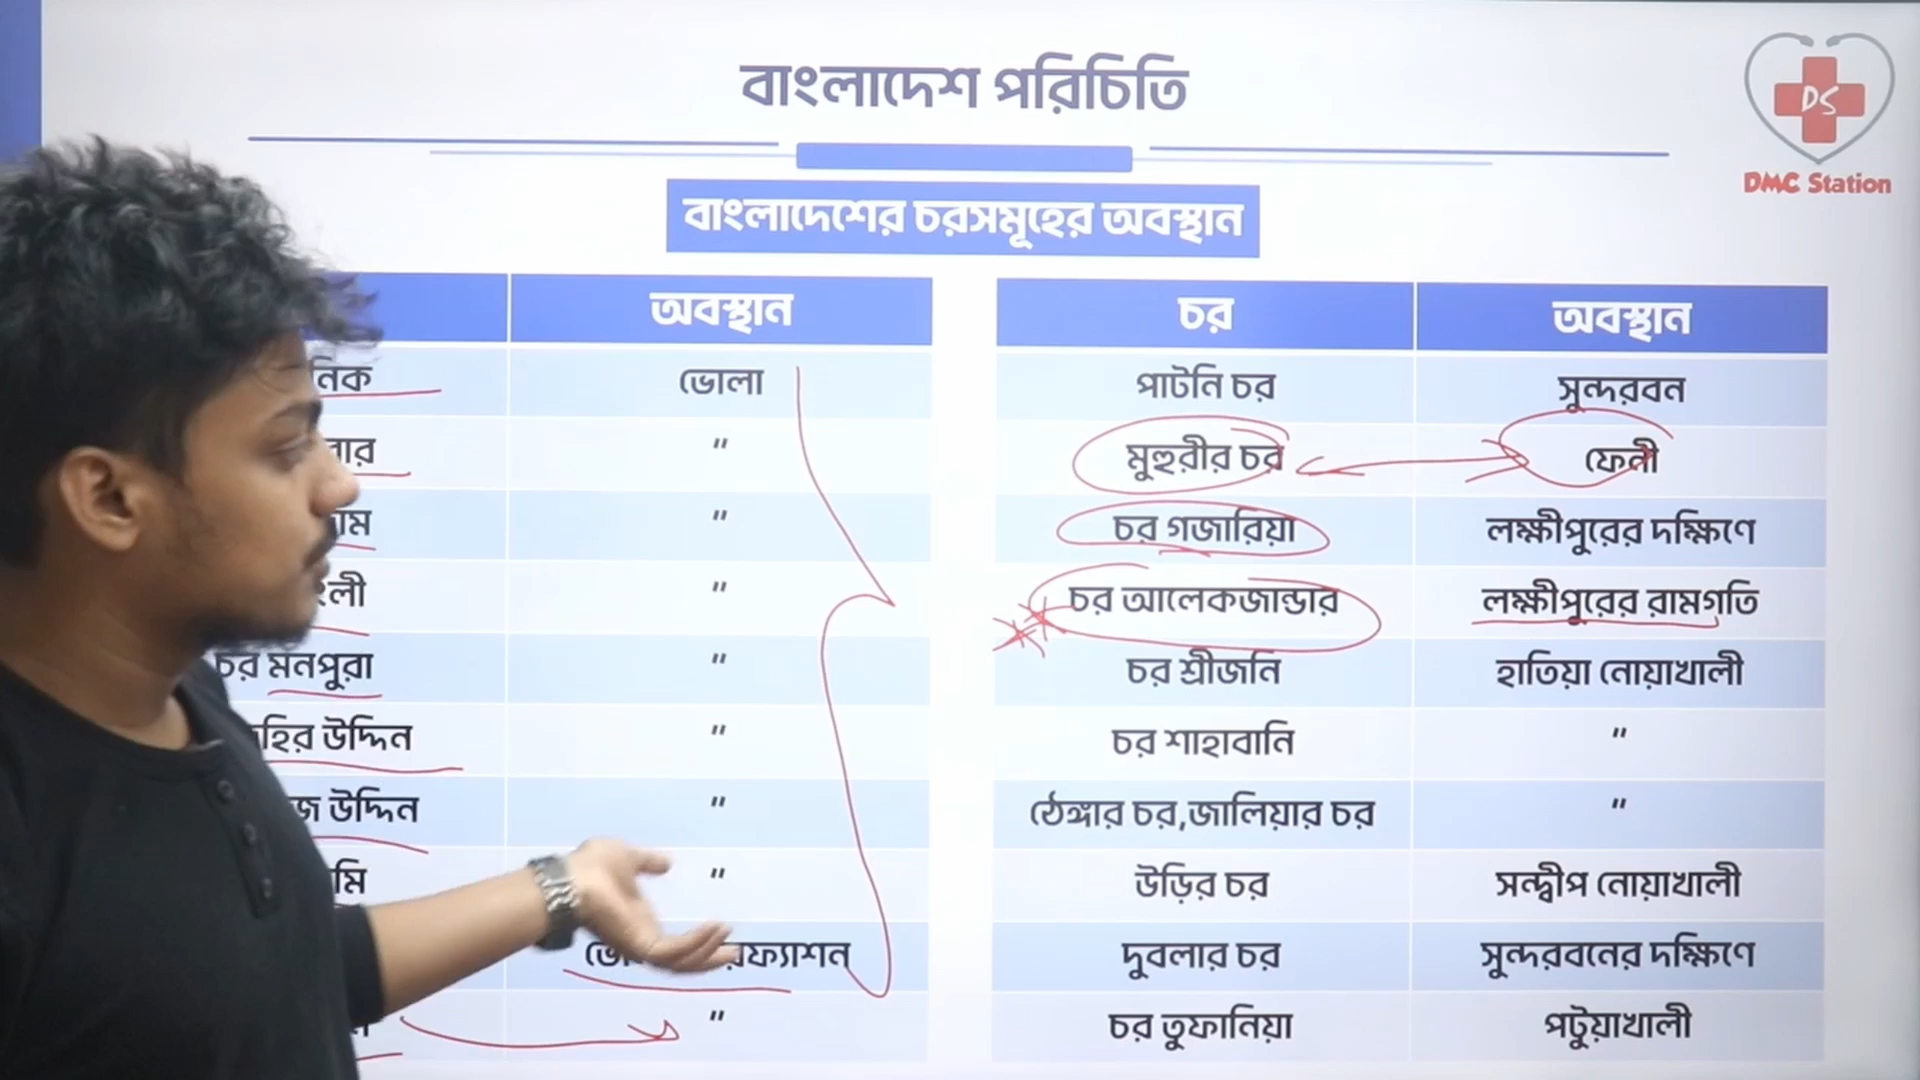 বাংলাদেশ পরিচিতি
DS
DMC Station
বাংলাদেশের চরসমূহের অবস্থান
অবস্থান
চর অবস্থান
ভোলা
পাটনি চর সুন্দরবন
"
মুহুরীর চর ফেনী
"
চর গজারিয়া লক্ষীপুরের দক্ষিণে
"
চর আলেকজান্ডার লক্ষীপুরের রামগতি
চর মনপুরা "
চর শ্রীজনি হাতিয়া নোয়াখালী
উদ্দিন "
চর শাহাবানি "
উদ্দিন "
ঠেঙ্গার চর,জালিয়ার চর "
"
উড়ির চর সন্দ্বীপ নোয়াখালী
দুবলার চর সুন্দরবনের দক্ষিণে
"
চর তুফানিয়া পটুয়াখালী